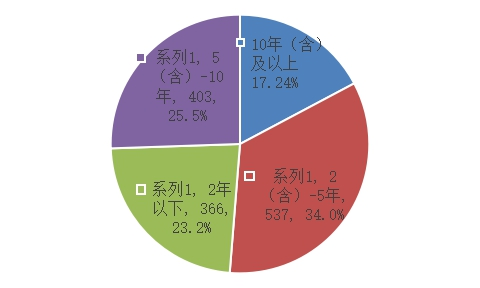 10年（含）
及以上
17.24%
系列1, 2
（含）-5年,
537, 34.0%
系列1, 2年
以下, 366,
23.2%
系列1, 5
（含）-10
年, 403,
25.5%